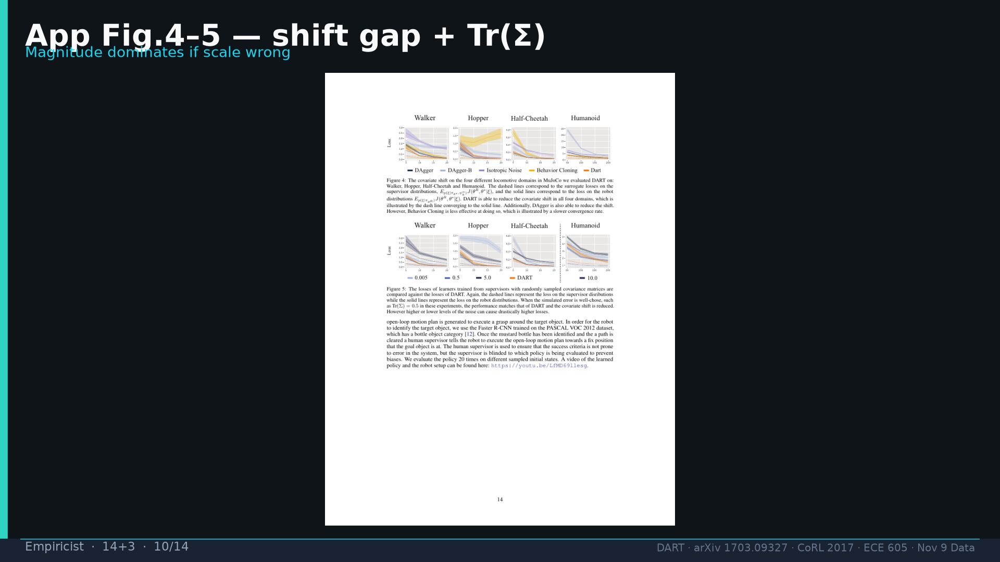 App Fig.4–5 — shift gap + Tr(Σ)
Magnitude dominates if scale wrong
Walker Hopper Half-Cheetah Humanoid
Loss
DAgger DAgger-B Isotropic Noise Behavior Cloning Dart
Figure 4: The covariate shift on the four different locomotive domains in MuJoCo we evaluated DART on:
Walker, Hopper, Half-Cheetah and Humanoid. The dashed lines correspond to the surrogate losses on the
supervisor distributions, E_{p(ξ|π_{θ*},ψ_k^α)} J(θ^R, θ*|ξ), and the solid lines correspond to the loss on the robot
distributions E_{p(ξ|π_{θ^R})} J(θ^R, θ*|ξ). DART is able to reduce the covariate shift in all four domains, which is
illustrated by the dash line converging to the solid line. Additionally, DAgger is also able to reduce the shift.
However, Behavior Cloning is less effective at doing so, which is illustrated by a slower convergence rate.
Walker Hopper Half-Cheetah Humanoid
Loss
0.005 0.5 5.0 DART 10.0
Figure 5: The losses of learners trained from supervisors with randomly sampled covariance matrices are
compared against the losses of DART. Again, the dashed lines represent the loss on the supervisor disributions
while the solid lines represent the loss on the robot distributions. When the simulated error is well-chose, such
as Tr(Σ) = 0.5 in these experiments, the performance matches that of DART and the covariate shift is reduced.
However higher or lower levels of the noise can cause drastically higher losses.
open-loop motion plan is generated to execute a grasp around the target object. In order for the robot
to identify the target object, we use the Faster R-CNN trained on the PASCAL VOC 2012 dataset,
which has a bottle object category [12]. Once the mustard bottle has been identified and the a path is
cleared a human supervisor tells the robot to execute the open-loop motion plan towards a fix position
that the goal object is at. The human supervisor is used to ensure that the success criteria is not prone
to error in the system, but the supervisor is blinded to which policy is being evaluated to prevent
biases. We evaluate the policy 20 times on different sampled initial states. A video of the learned
policy and the robot setup can be found here: https://youtu.be/LfMD69llesg.
14
Empiricist · 14+3 · 10/14
DART · arXiv 1703.09327 · CoRL 2017 · ECE 605 · Nov 9 Data